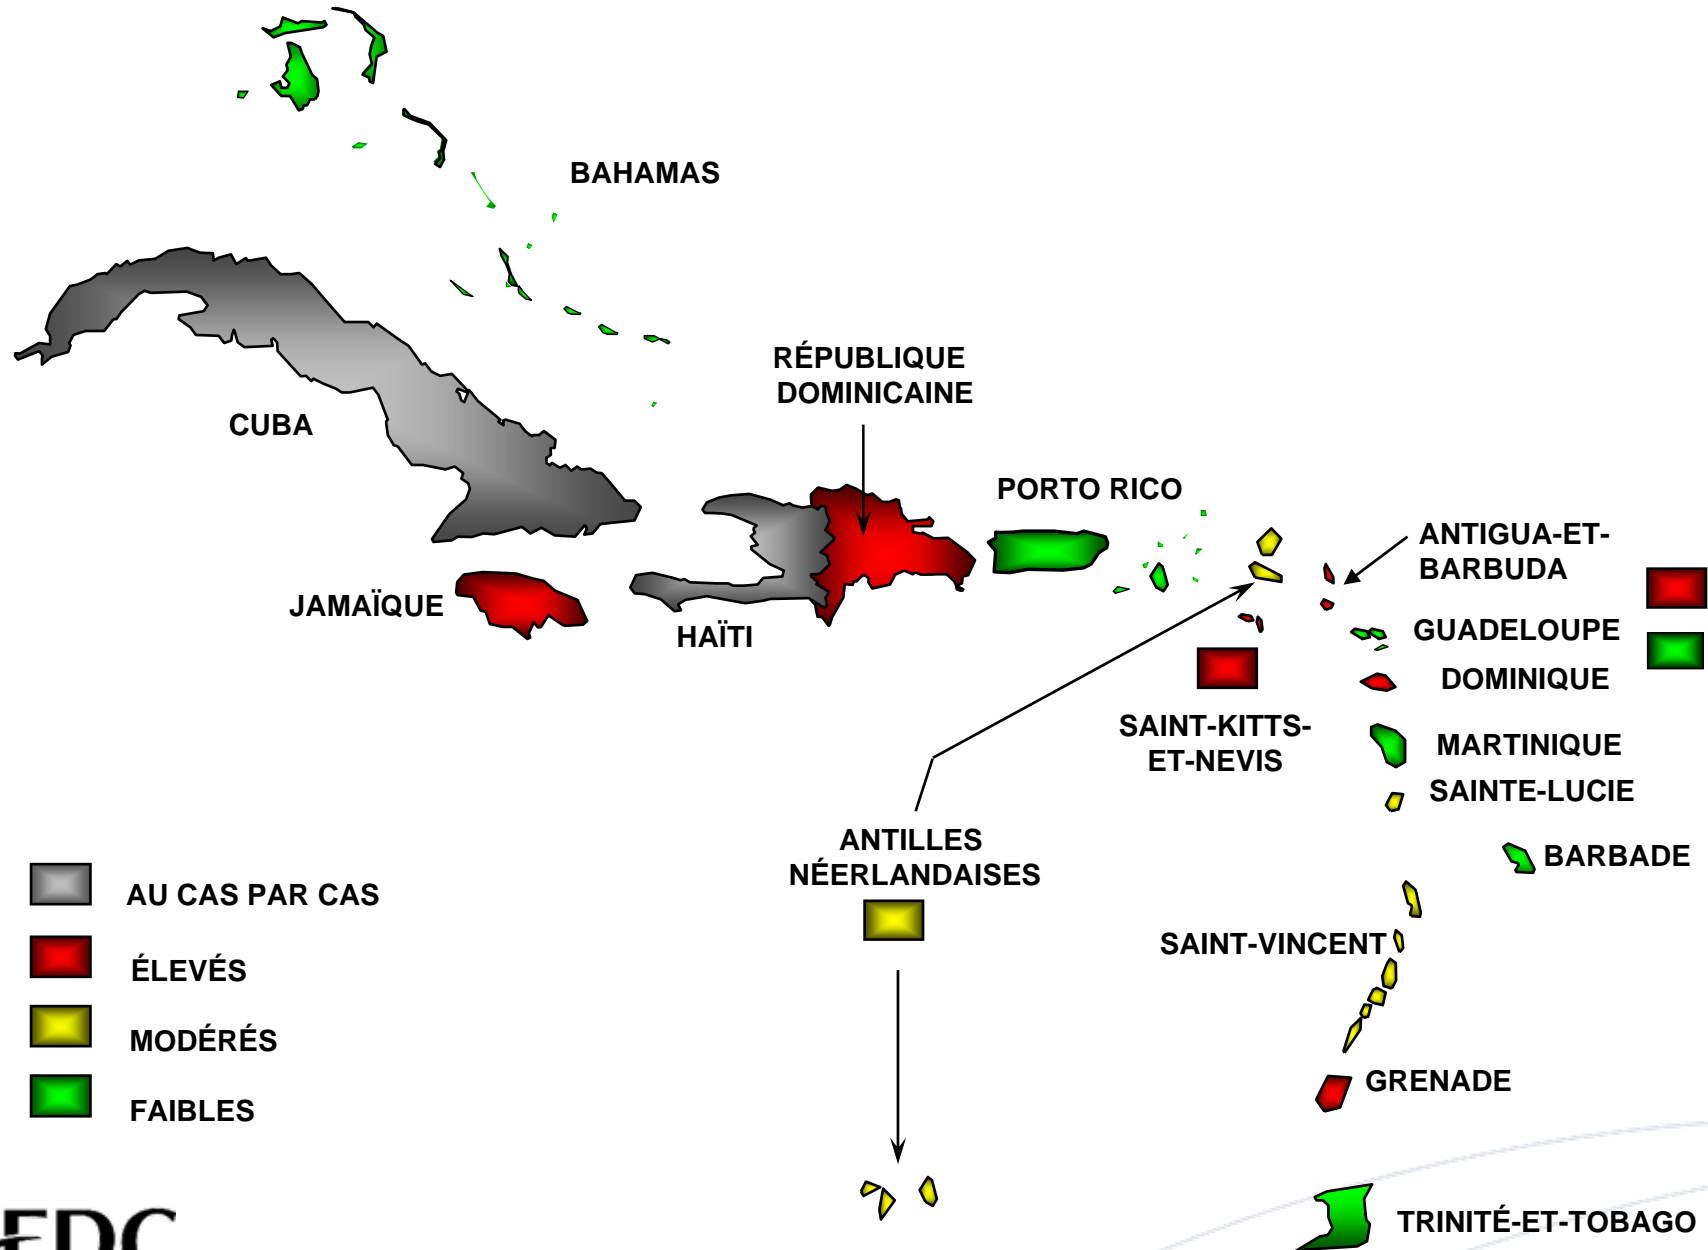 BAHAMAS
RÉPUBLIQUE
DOMINICAINE
CUBA
PORTO RICO
ANTIGUA-ET-
BARBUDA
JAMAÏQUE
HAÏTI
GUADELOUPE
DOMINIQUE
SAINT-KITTS-
ET-NEVIS
MARTINIQUE
SAINTE-LUCIE
ANTILLES
NÉERLANDAISES
BARBADE
AU CAS PAR CAS
SAINT-VINCENT
ÉLEVÉS
MODÉRÉS
GRENADE
FAIBLES
TRINITÉ-ET-TOBAGO
EDC